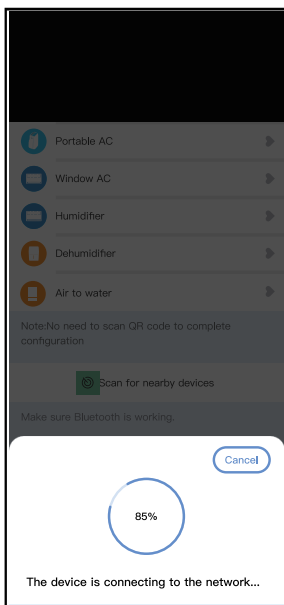 Portable AC
Window AC
Humidifier
Dehumidifier
Air to water
Note:No need to scan QR code to complete
configuration
Scan for nearby devices
Make sure Bluetooth is working.
Cancel
85%
The device is connecting to the network...